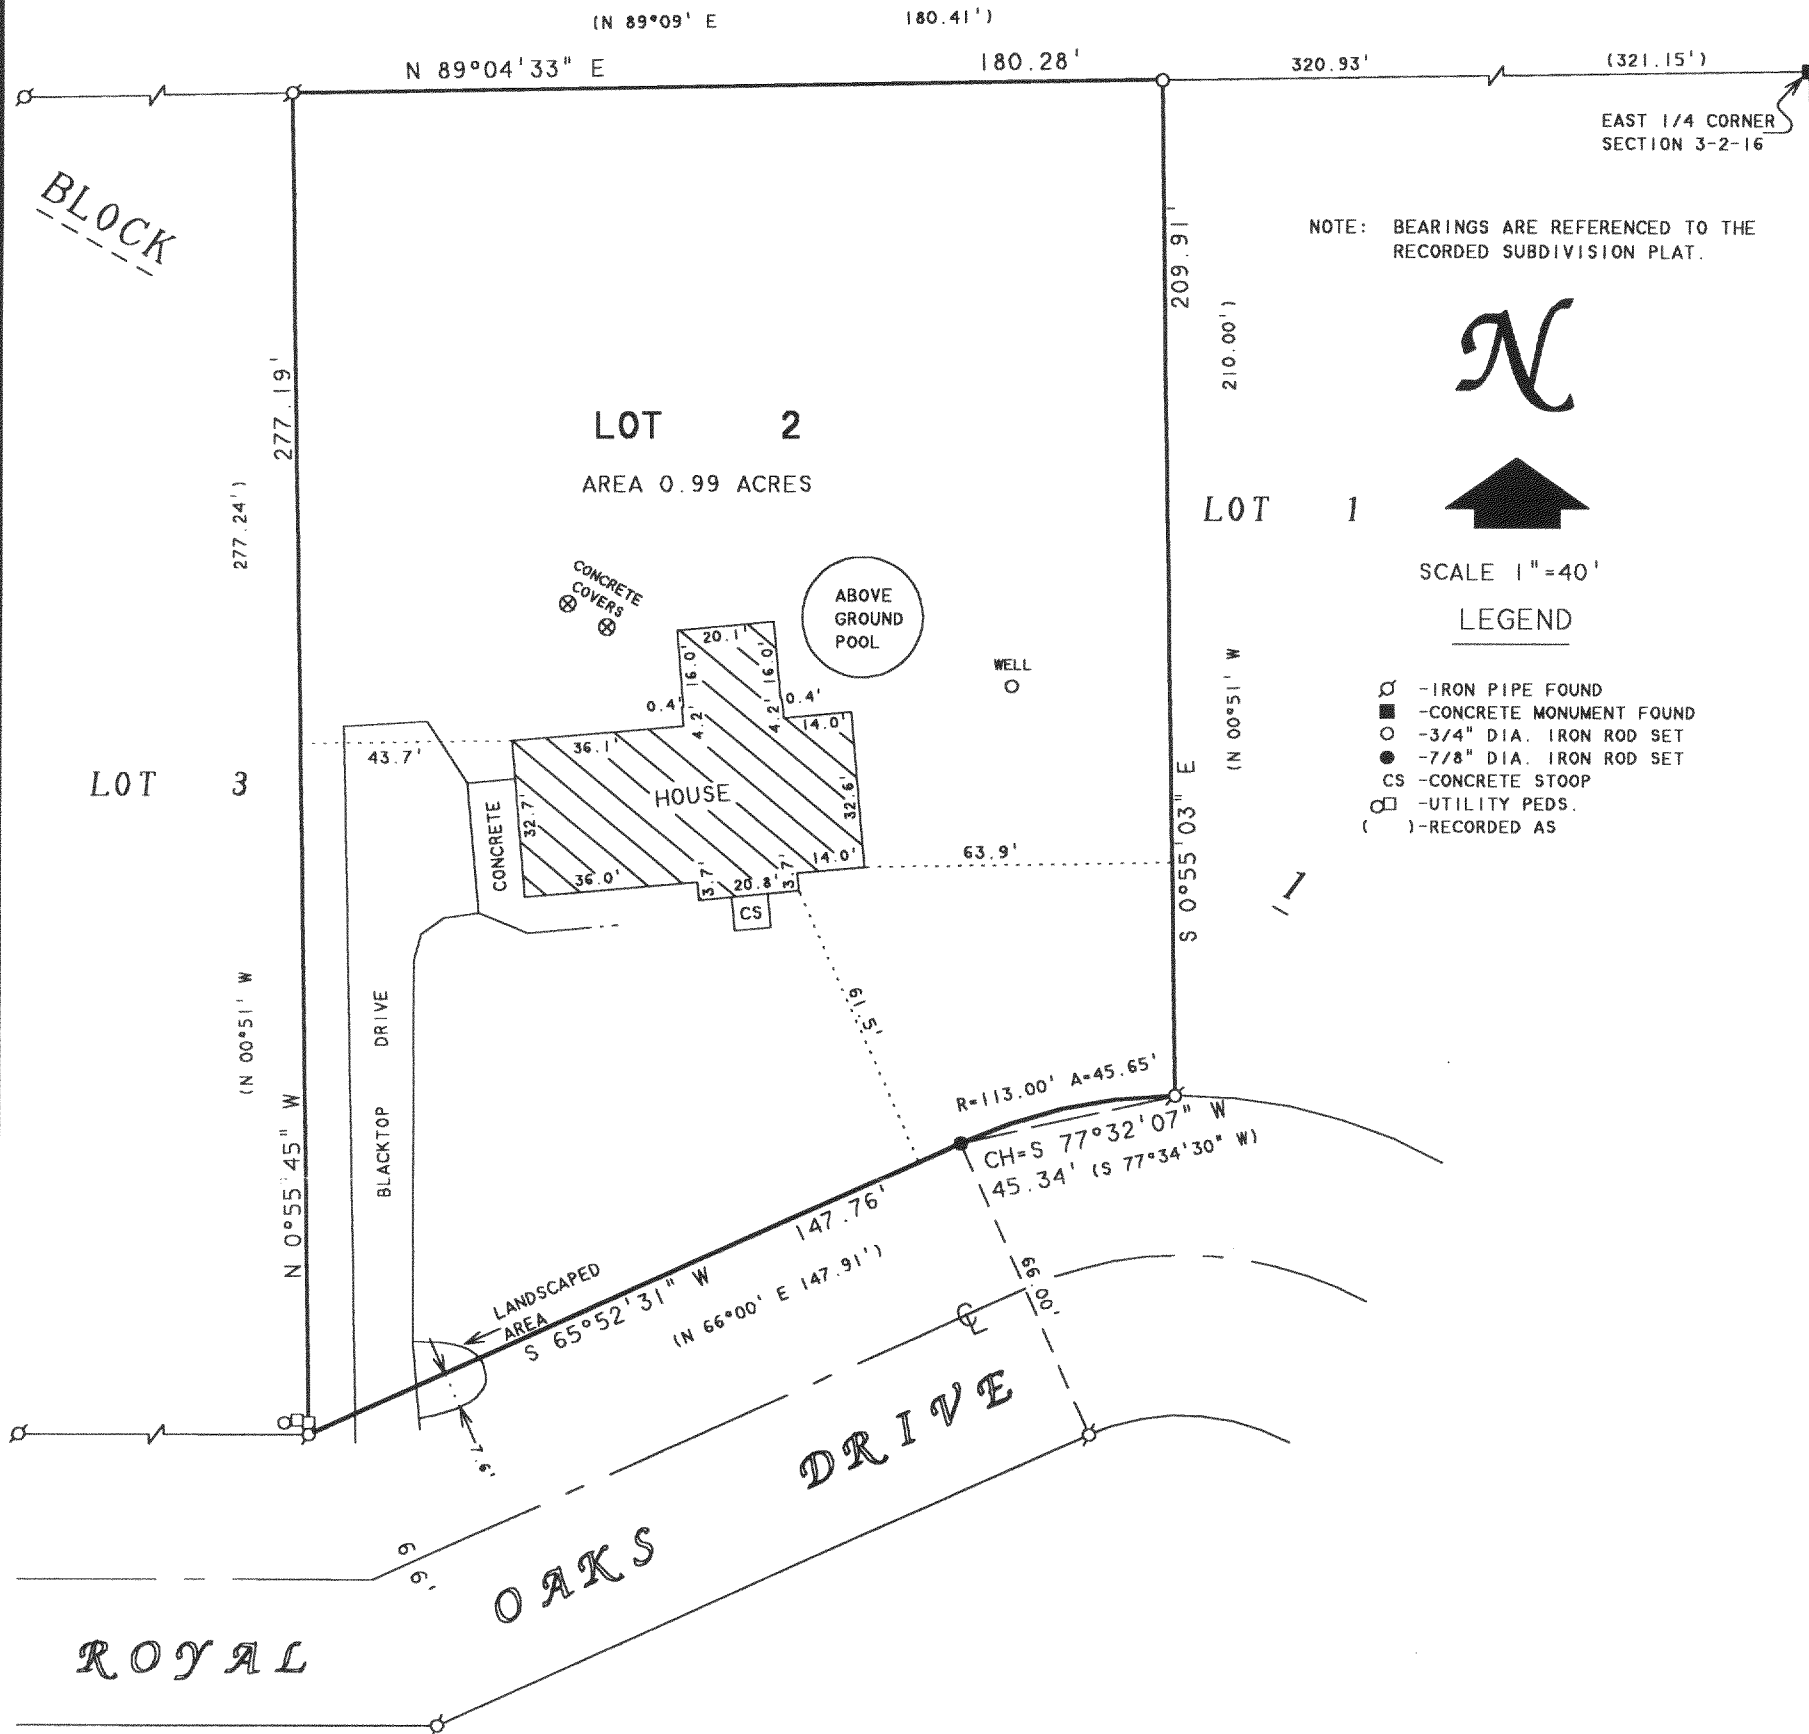 (N 89°09' E 180.41')
N 89°04'33" E 180.28' 320.93' (321.15')
EAST 1/4 CORNER
SECTION 3-2-16
BLOCK
NOTE: BEARINGS ARE REFERENCED TO THE
RECORDED SUBDIVISION PLAT.
N
209.91'
210.00')
277.19'
277.24')
LOT 2
AREA 0.99 ACRES
LOT 1
SCALE 1"=40'
LEGEND
-IRON PIPE FOUND
-CONCRETE MONUMENT FOUND
-3/4" DIA. IRON ROD SET
-7/8" DIA. IRON ROD SET
CS -CONCRETE STOOP
-UTILITY PEDS.
( )-RECORDED AS
CONCRETE
COVERS
ABOVE
GROUND
POOL
WELL
20.1'
16.0'
16.0'
0.4'
0.4'
4.2'
4.2'
14.0'
36.1'
43.7'
LOT 3
HOUSE
32.7'
32.6'
CONCRETE
36.0'
3.7'
20.8'
3.7'
14.0'
63.9'
CS
(N 00°51' W
S 0°55'03" E
1
61.5'
(N 00°51' W
N 0°55'45" W
BLACKTOP DRIVE
R=113.00' A=45.65'
CH=S 77°32'07" W
45.34' (S 77°34'30" W)
147.76'
S 65°52'31" W
(N 66°00' E 147.91')
LANDSCAPED
AREA
7.6'
66.00'
CL
66'
ROYAL OAKS DRIVE